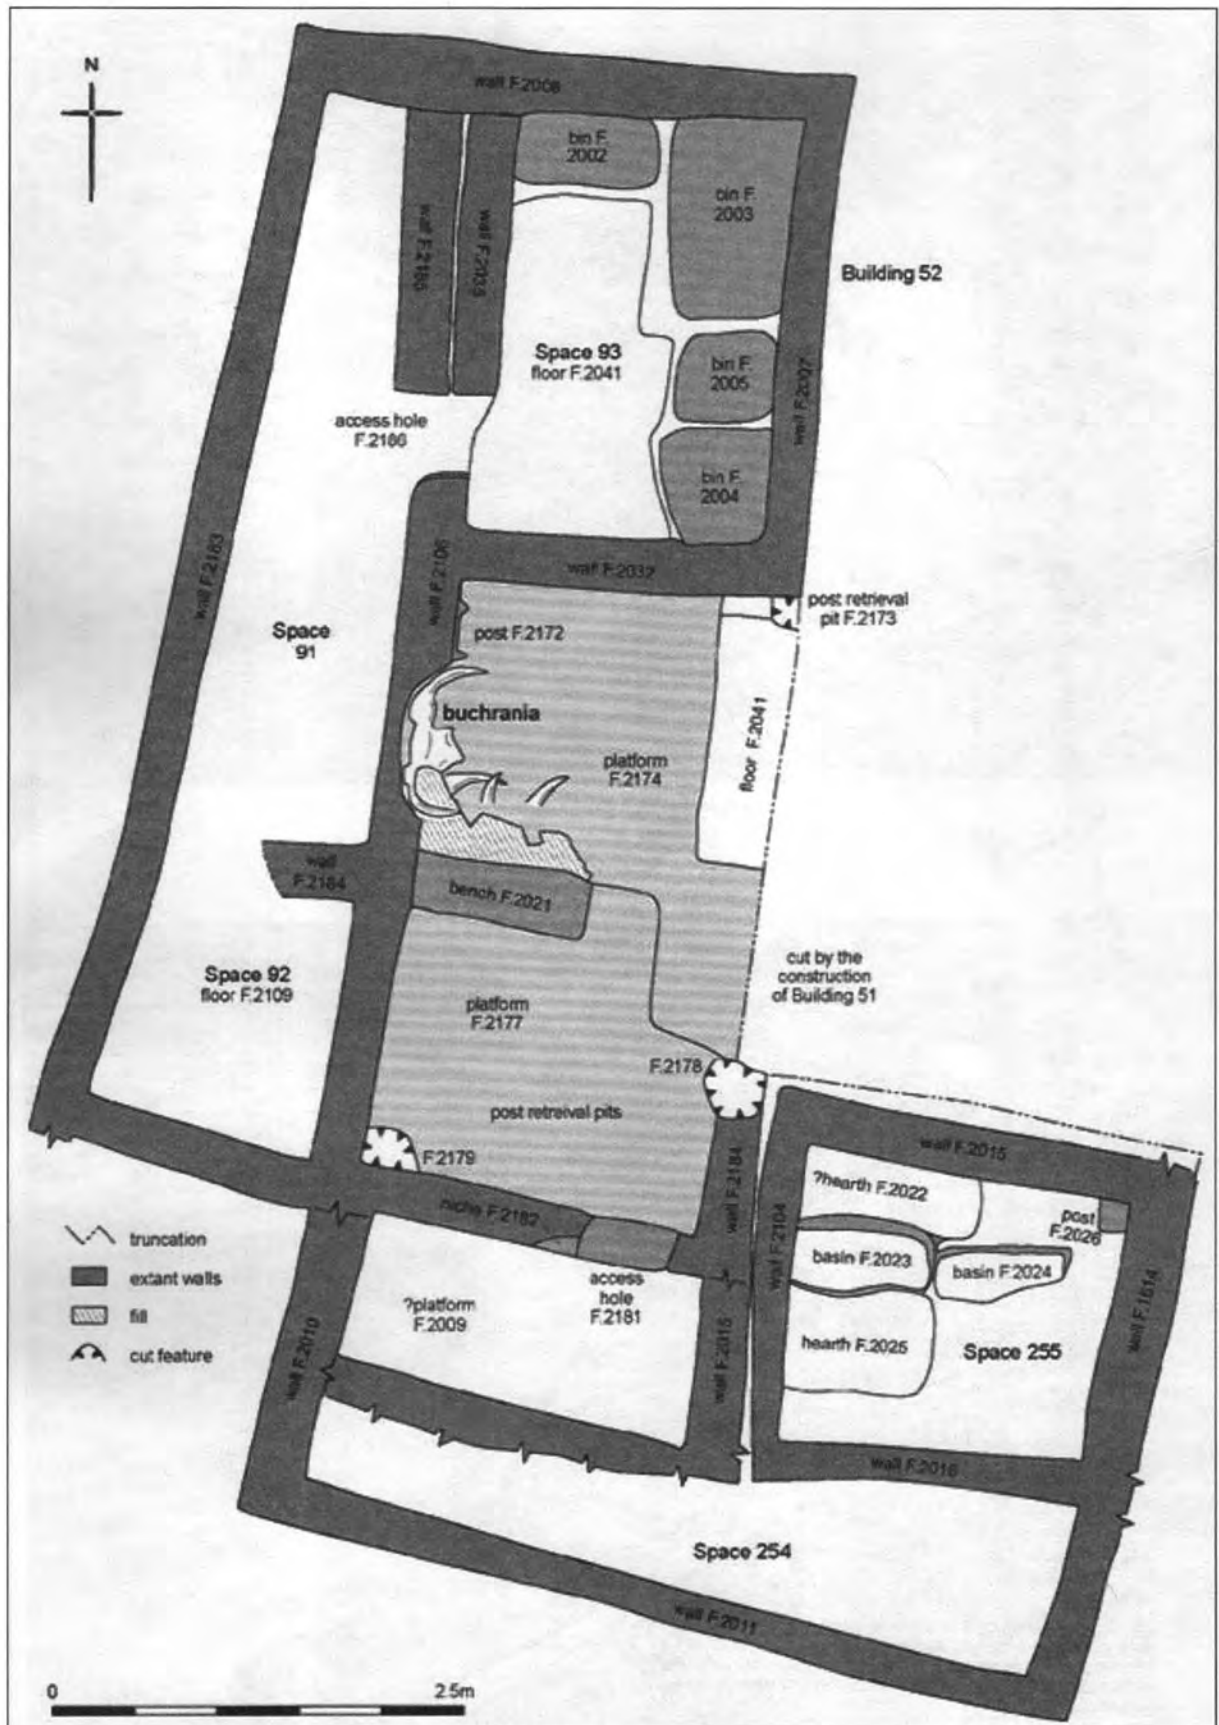 N
wall F.2008
bin F.
2002
bin F.
2003
wall F.2035
Building 52
Space 93
floor F.2041
bin F.
2005
wall F.2007
access hole
F.2186
bin F.
2004
wall F.2183
wall F.2106
wall F.2032
post retrieval
pit F.2173
Space
91
post F.2172
buchrania
platform
F.2174
floor F.2041
wall
F.2184
bench F.2021
Space 92
floor F.2109
cut by the
construction
of Building 51
platform
F.2177
F.2178
post retreival pits
F.2179
wall F.2184
wall F.2015
?hearth F.2022
niche F.2182
wall F.2104
post
F.2026
truncation
basin F.2023
basin F.2024
extant walls
access
hole
F.2181
fill
?platform
F.2009
wall F.2010
wall F.2015
hearth F.2025
Space 255
wall F.1614
cut feature
wall F.2016
Space 254
wall F.2011
0
2.5m